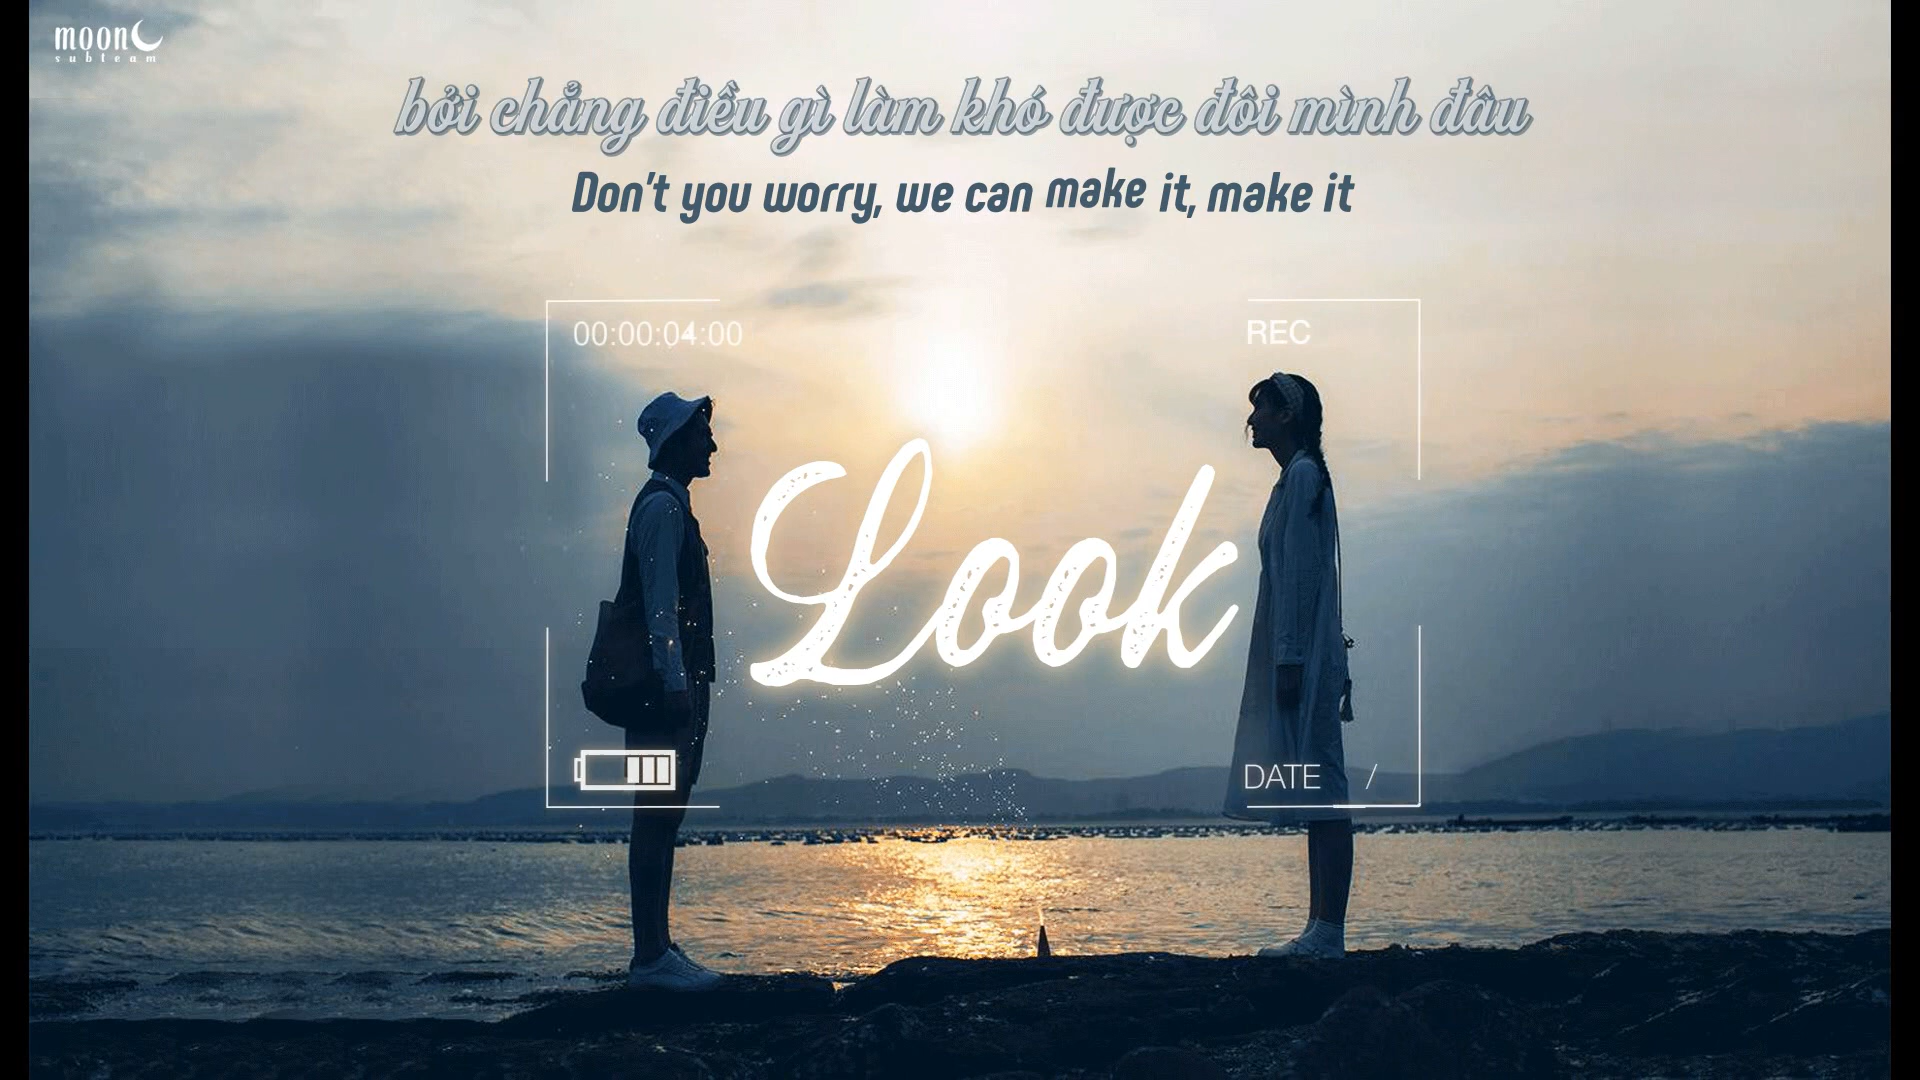 moon
subteam
bởi chẳng điều gì làm khó được đôi mình đâu
Don't you worry, we can make it, make it
00:00:04:00
REC
Look
DATE /